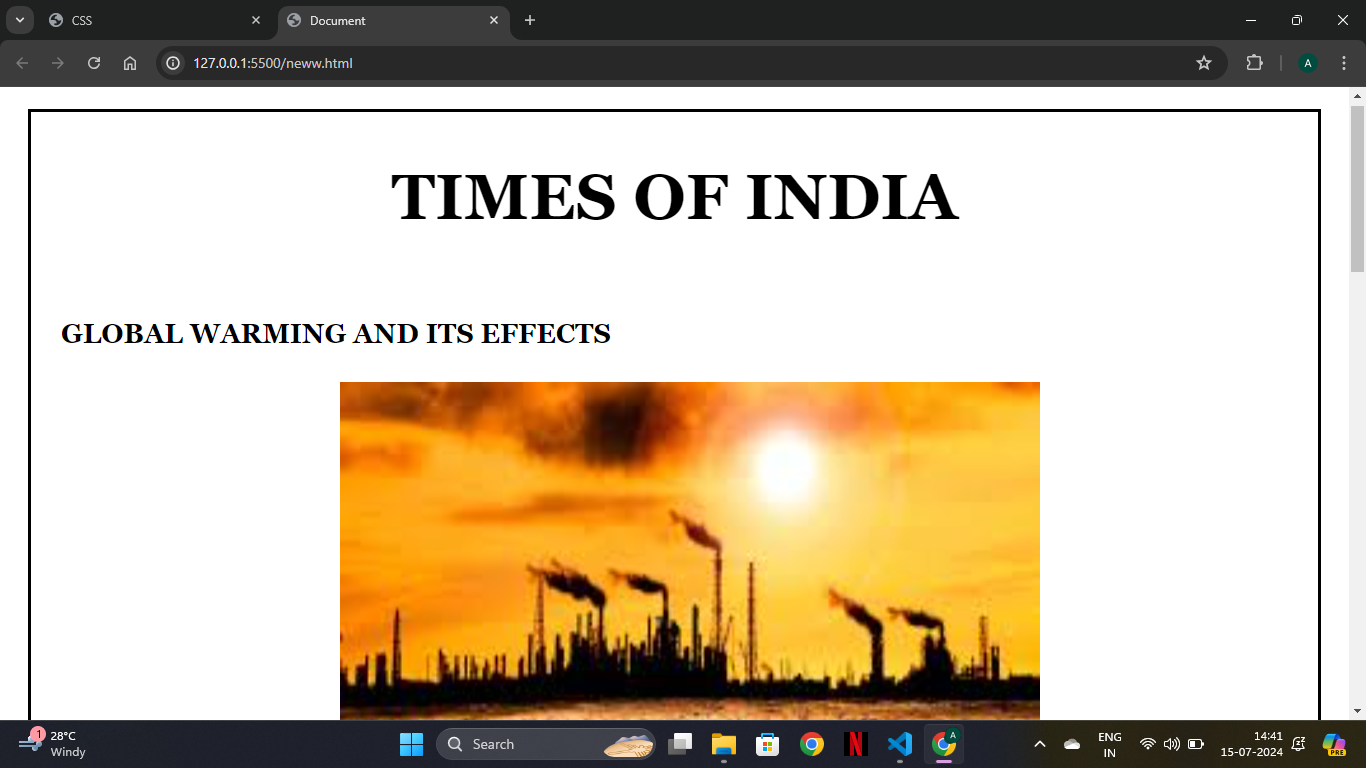 CSS
Document
127.0.0.1:5500/neww.html
A
TIMES OF INDIA
GLOBAL WARMING AND ITS EFFECTS
1
28°C
Windy
Search
N
A
ENG
IN
14:41
15-07-2024
PRE